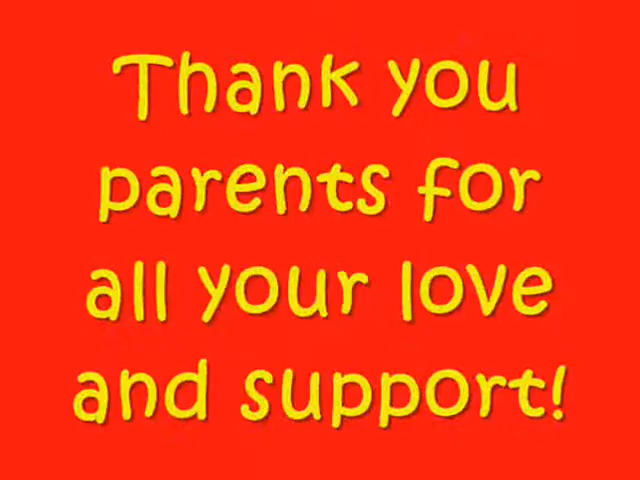 Thank you
parents for
all your love
and support!